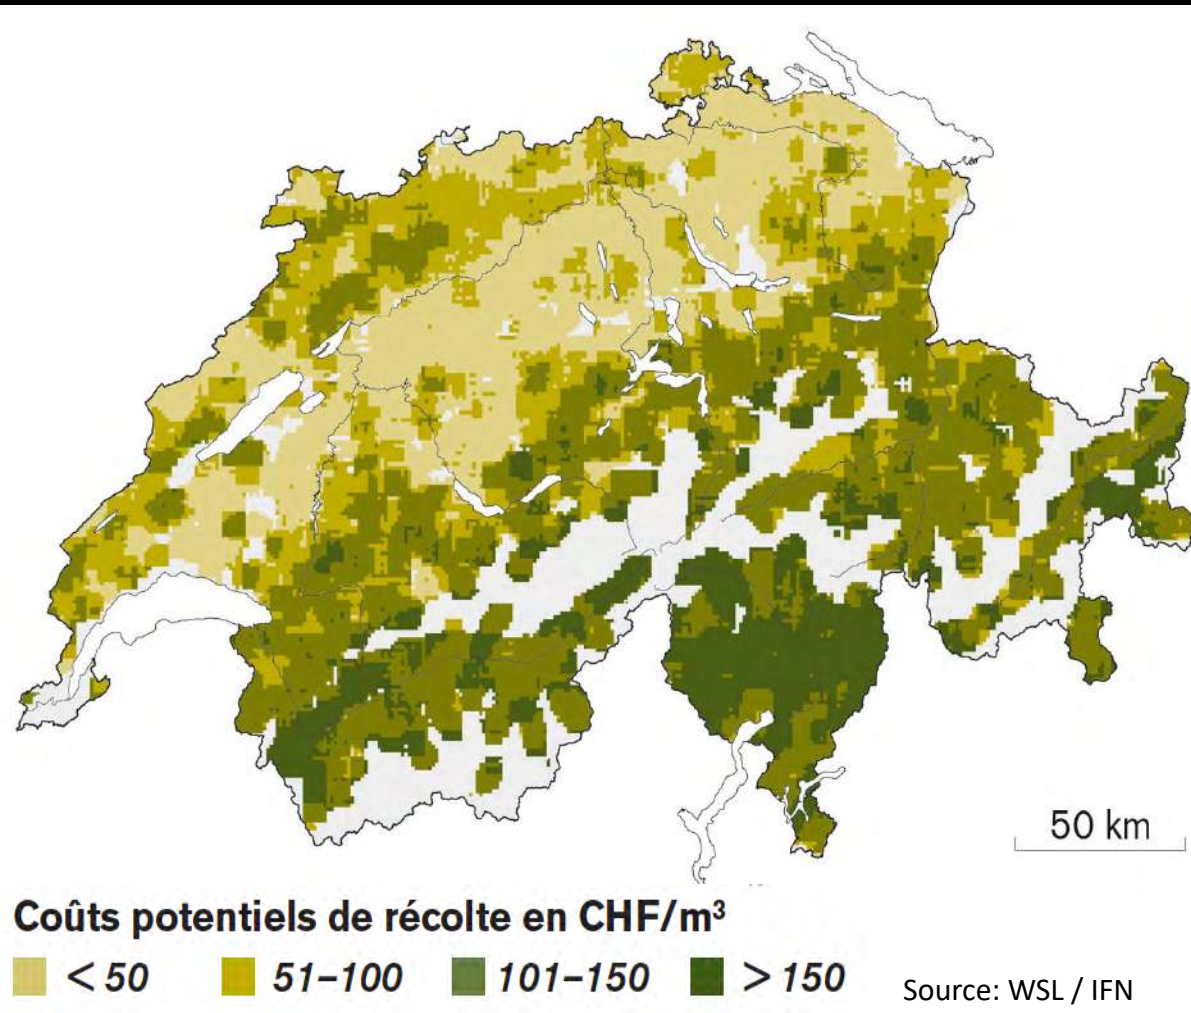 50 km
Coûts potentiels de récolte en CHF/m³
< 50 51–100 101–150 > 150
Source: WSL / IFN